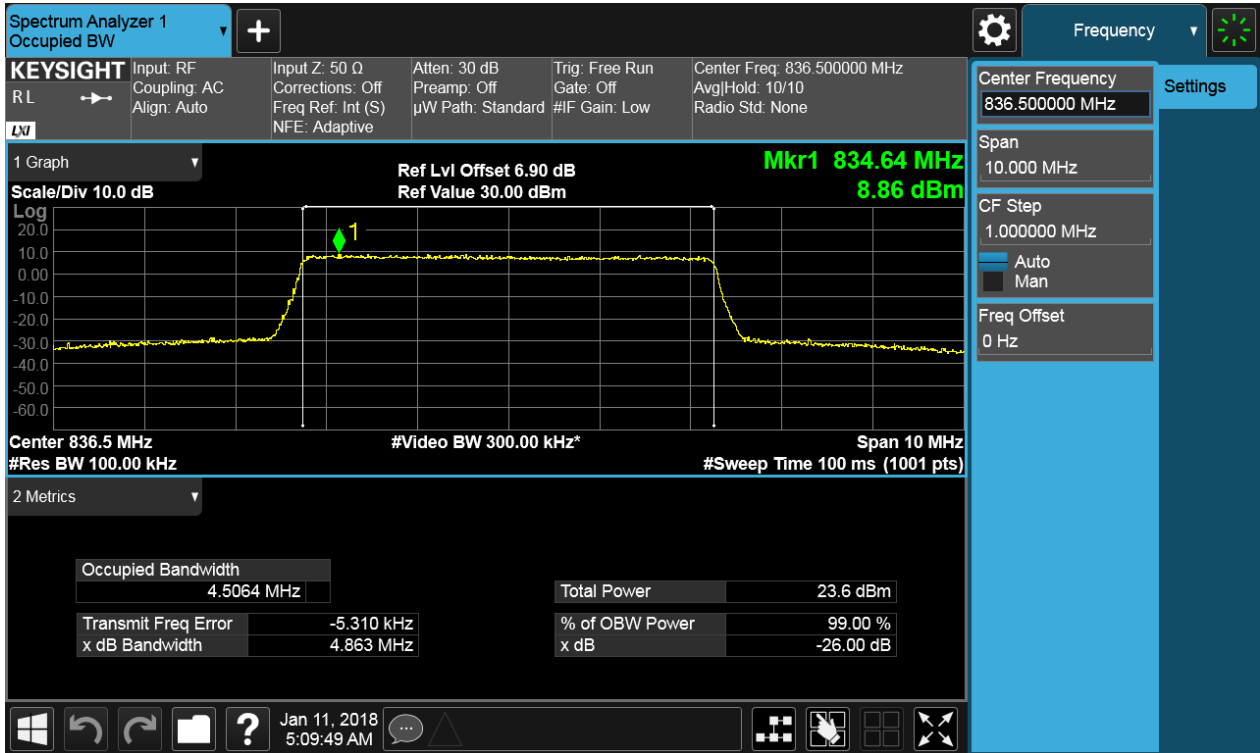 Spectrum Analyzer 1
Occupied BW
+
Frequency
KEYSIGHT
RL
LXI
Input: RF
Coupling: AC
Align: Auto
Input Z: 50 Ω
Corrections: Off
Freq Ref: Int (S)
NFE: Adaptive
Atten: 30 dB
Preamp: Off
µW Path: Standard
Trig: Free Run
Gate: Off
#IF Gain: Low
Center Freq: 836.500000 MHz
Avg|Hold: 10/10
Radio Std: None
Center Frequency
836.500000 MHz
Settings
Span
10.000 MHz
CF Step
1.000000 MHz
Auto
Man
Freq Offset
0 Hz
1 Graph
Scale/Div 10.0 dB
Ref Lvl Offset 6.90 dB
Ref Value 30.00 dBm
Mkr1 834.64 MHz
8.86 dBm
Log
20.0
10.0
0.00
-10.0
-20.0
-30.0
-40.0
-50.0
-60.0
1
Center 836.5 MHz
#Res BW 100.00 kHz
#Video BW 300.00 kHz*
Span 10 MHz
#Sweep Time 100 ms (1001 pts)
2 Metrics
Occupied Bandwidth
4.5064 MHz
Transmit Freq Error -5.310 kHz
x dB Bandwidth 4.863 MHz
Total Power 23.6 dBm
% of OBW Power 99.00 %
x dB -26.00 dB
?
Jan 11, 2018
5:09:49 AM